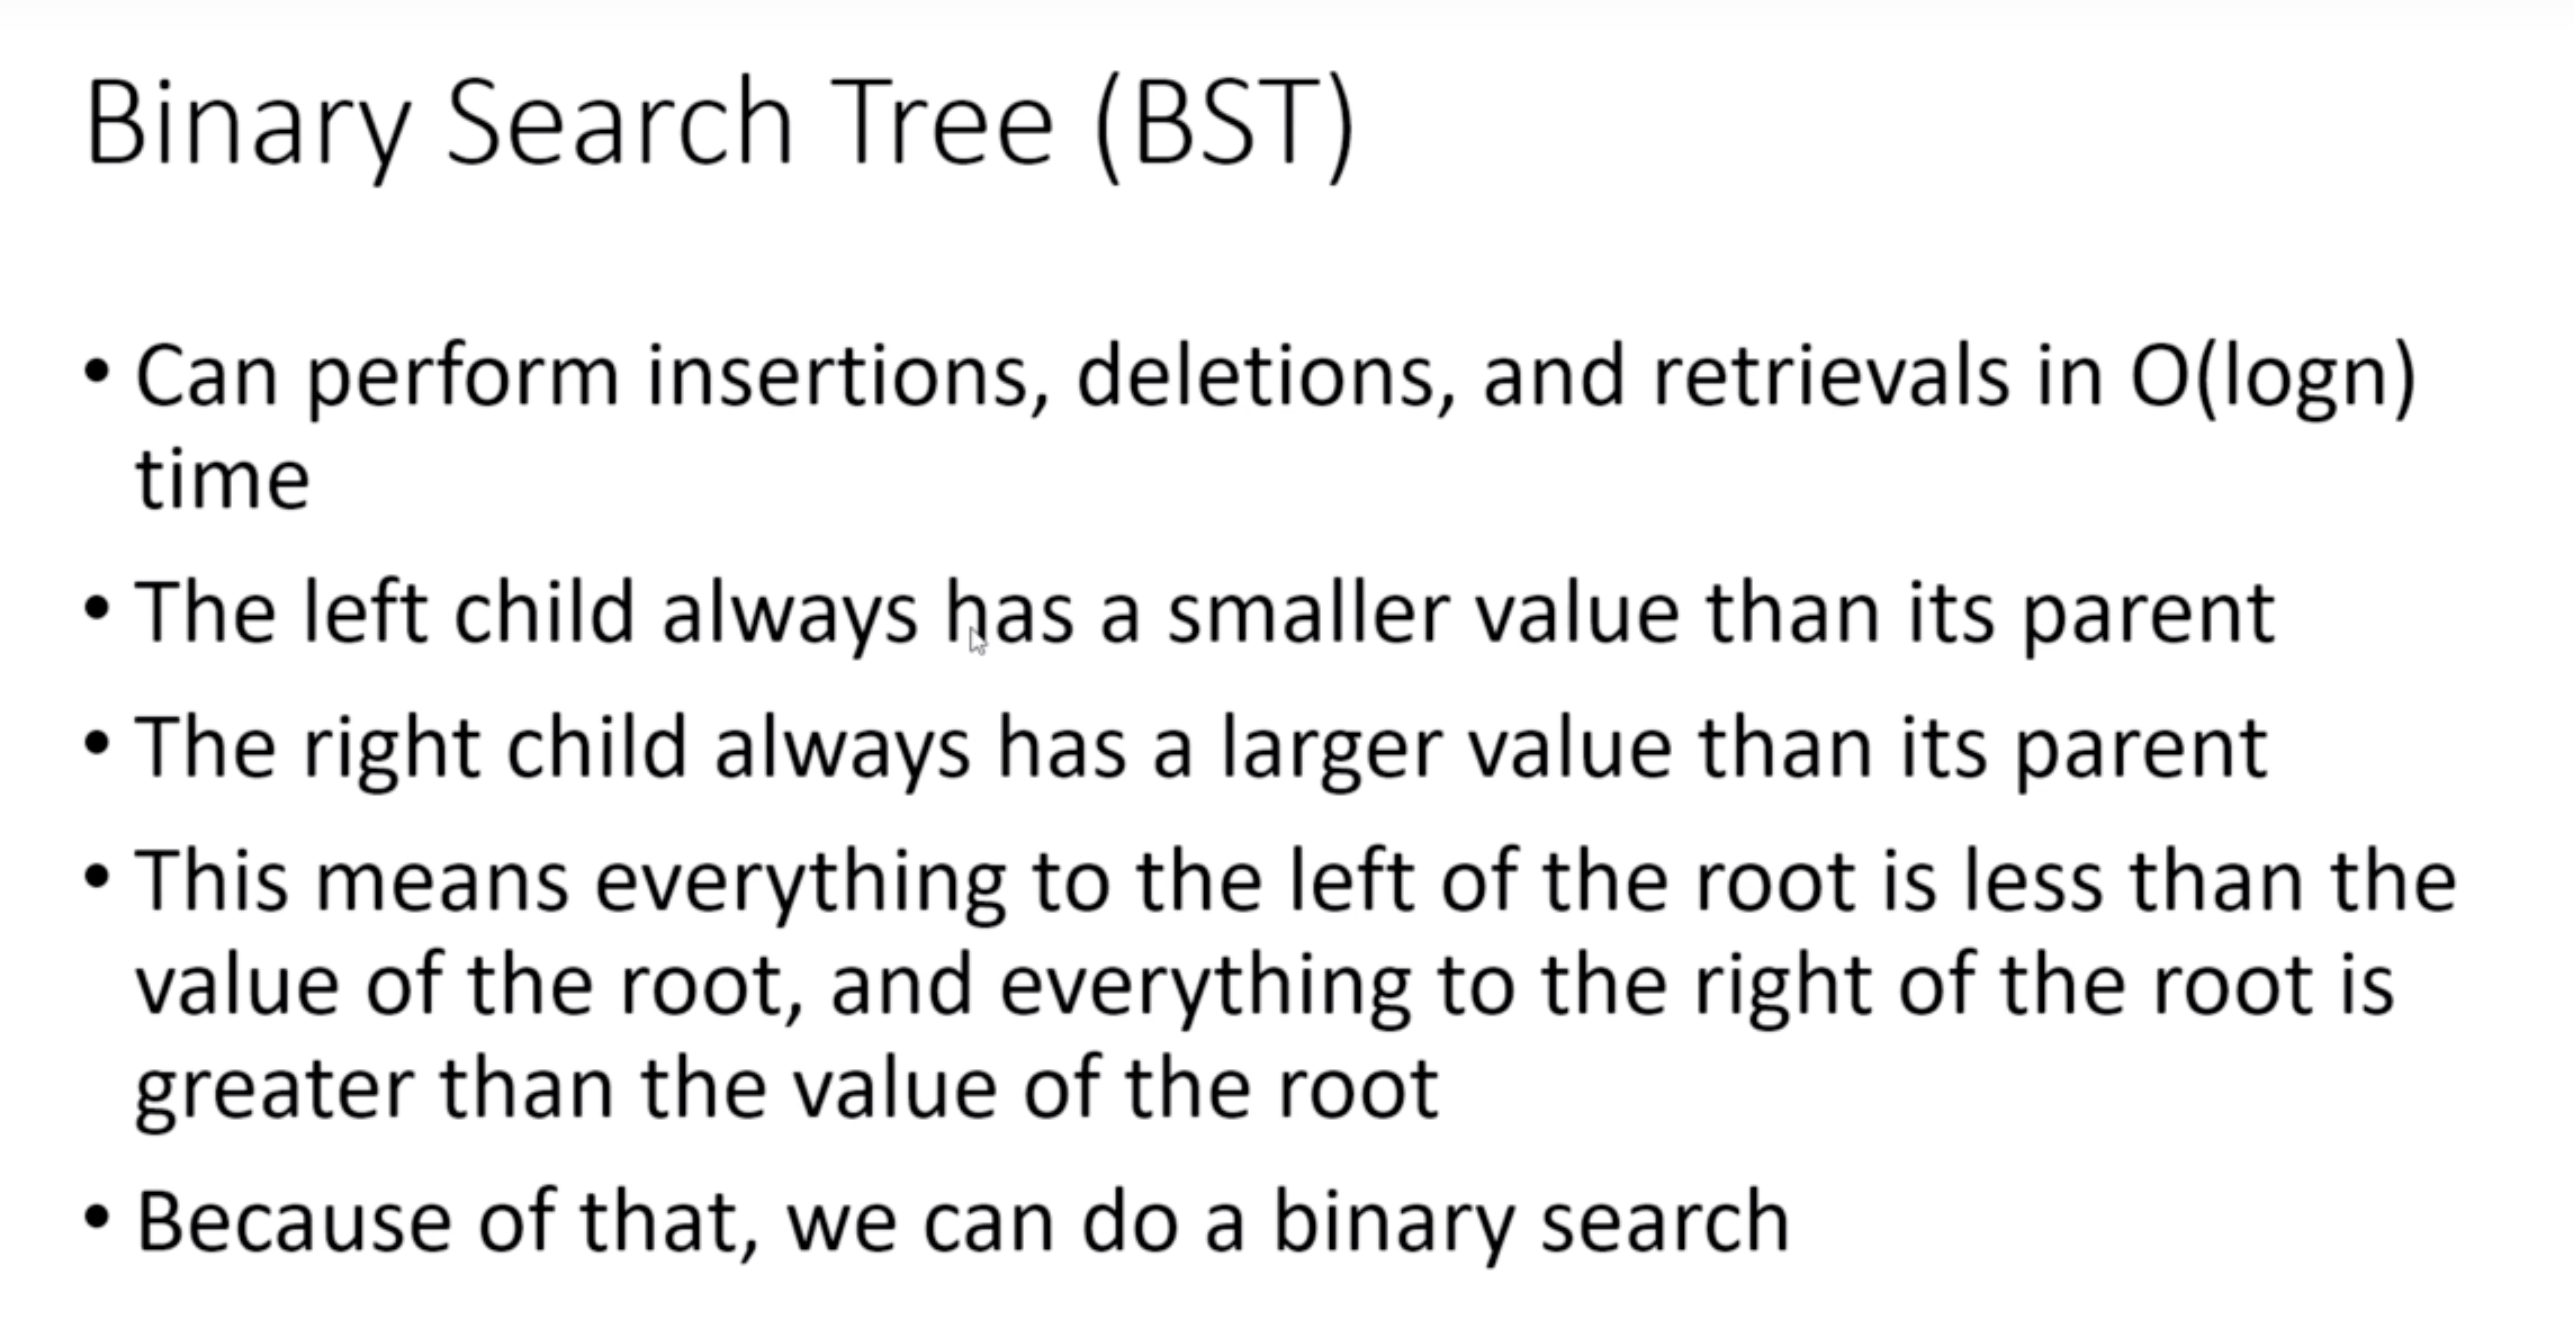 Binary Search Tree (BST)
• Can perform insertions, deletions, and retrievals in O(logn)
time
• The left child always has a smaller value than its parent
• The right child always has a larger value than its parent
• This means everything to the left of the root is less than the
value of the root, and everything to the right of the root is
greater than the value of the root
• Because of that, we can do a binary search